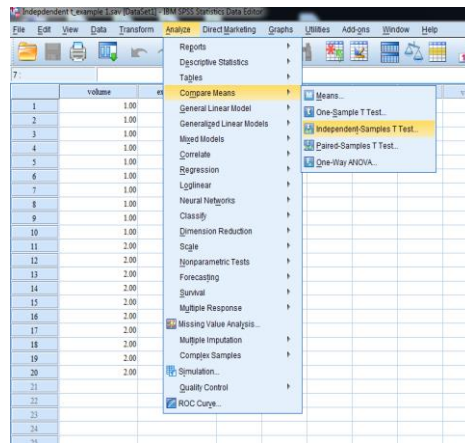 Independent t_example 1.sav [DataSet1] - IBM SPSS Statistics Data Editor
File Edit View Data Transform Analyze Direct Marketing Graphs Utilities Add-ons Window Help
7 :
volume
1 1.00
2 1.00
3 1.00
4 1.00
5 1.00
6 1.00
7 1.00
8 1.00
9 1.00
10 1.00
11 2.00
12 2.00
13 2.00
14 2.00
15 2.00
16 2.00
17 2.00
18 2.00
19 2.00
20 2.00
21
22
23
24
Reports
Descriptive Statistics
Tables
Compare Means
General Linear Model
Generalized Linear Models
Mixed Models
Correlate
Regression
Loglinear
Neural Networks
Classify
Dimension Reduction
Scale
Nonparametric Tests
Forecasting
Survival
Multiple Response
Missing Value Analysis...
Multiple Imputation
Complex Samples
Simulation...
Quality Control
ROC Curve...
Means...
One-Sample T Test...
Independent-Samples T Test...
Paired-Samples T Test...
One-Way ANOVA...